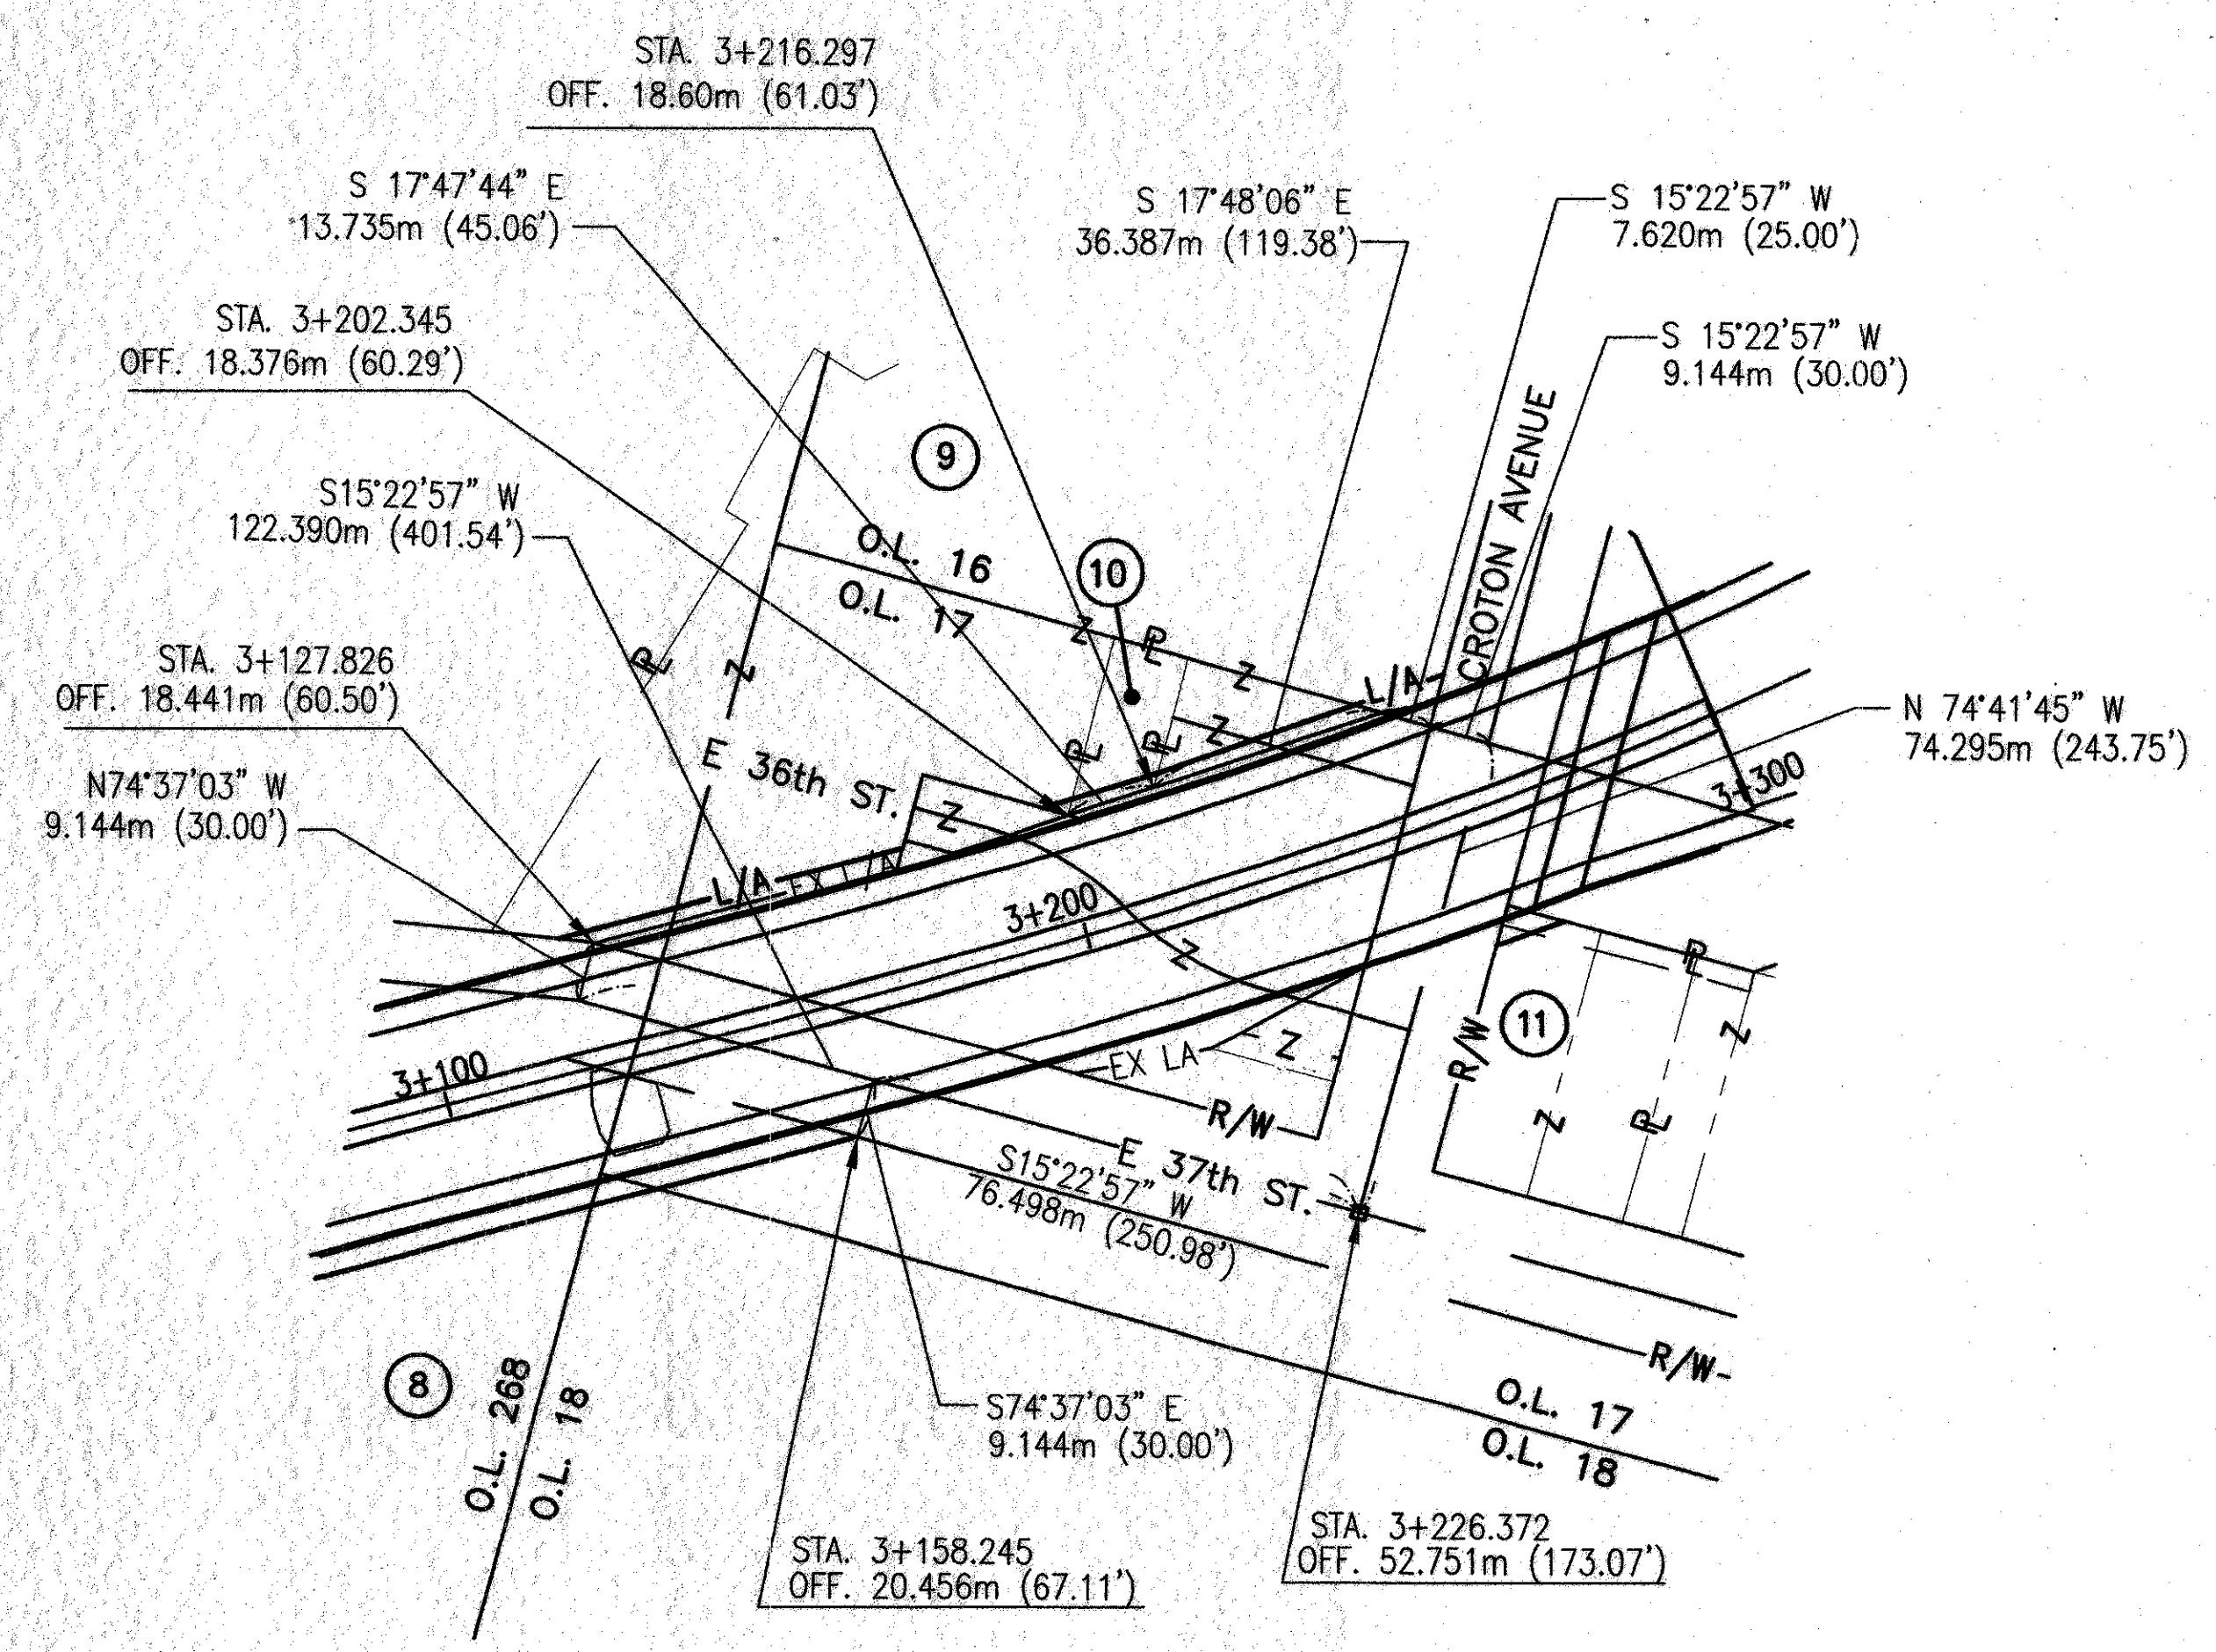 STA. 3+216.297
OFF. 18.60m (61.03')
S 17°47'44" E
13.735m (45.06')
S 17°48'06" E
36.387m (119.38')
S 15°22'57" W
7.620m (25.00')
STA. 3+202.345
OFF. 18.376m (60.29')
S 15°22'57" W
9.144m (30.00')
CROTON AVENUE
9
S15°22'57" W
122.390m (401.54')
O.L. 16
O.L. 17
10
Z
PL
Z
PL
Z
L/A
STA. 3+127.826
OFF. 18.441m (60.50')
N 74°41'45" W
74.295m (243.75')
PL
PL
Z
E 36th ST.
Z
3+300
N74°37'03" W
9.144m (30.00')
L/A
EX L/A
3+200
Z
PL
3+100
EX LA
Z
R/W
11
Z
R/W
Z
PL
E 37th ST.
S15°22'57" W
76.498m (250.98')
R/W
8
O.L. 268
O.L. 18
S74°37'03" E
9.144m (30.00')
O.L. 17
O.L. 18
STA. 3+158.245
OFF. 20.456m (67.11')
STA. 3+226.372
OFF. 52.751m (173.07')